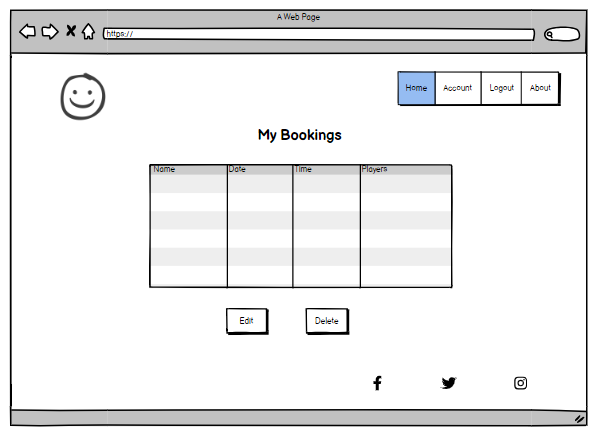 A Web Page
https://
Home Account Logout About
My Bookings
Name Date Time Players
Edit Delete